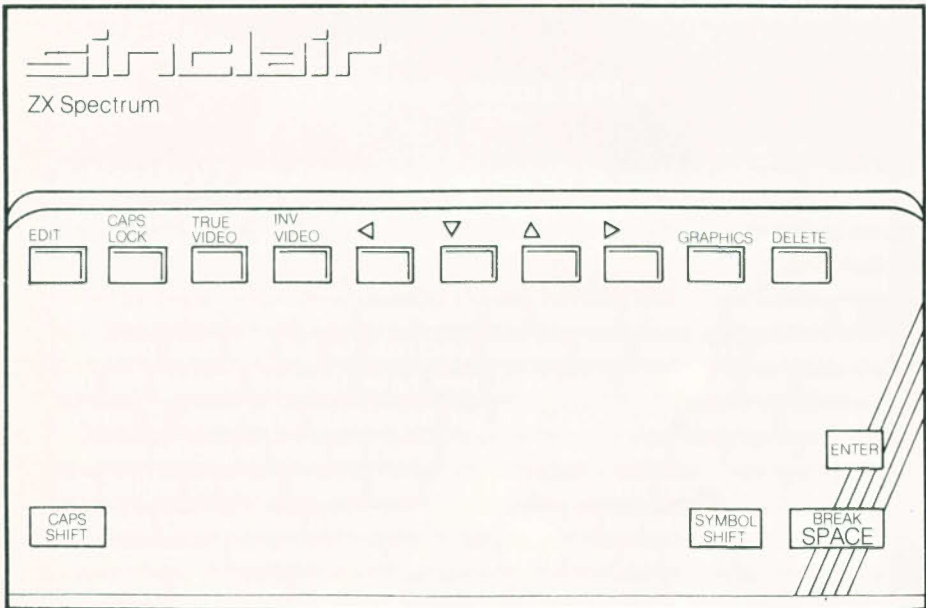 sinclair
ZX Spectrum
EDIT
CAPS
LOCK
TRUE
VIDEO
INV
VIDEO
GRAPHICS
DELETE
ENTER
CAPS
SHIFT
SYMBOL
SHIFT
BREAK
SPACE